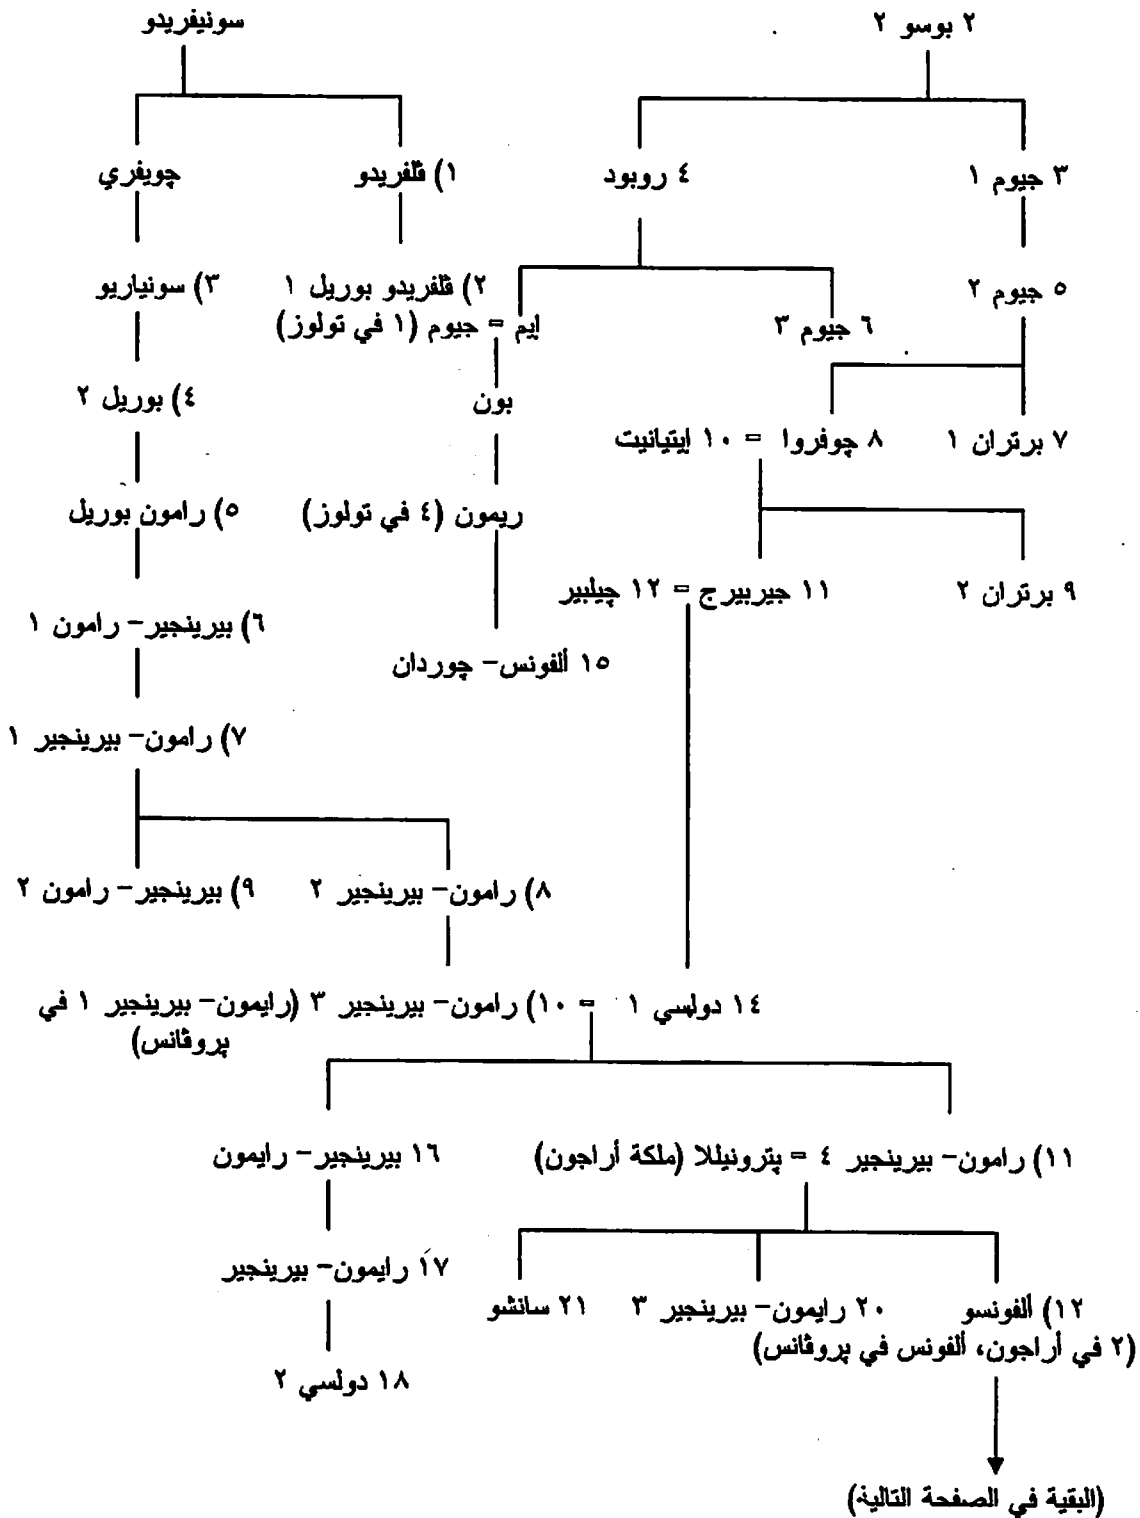 ٢ بوسو ٢
سونيفريدو
٣ جيوم ١
٤ روبود
١) ڤلفريدو
چويفري
٥ جيوم ٢
٦ جيوم ٣
٢) ڤلفريدو بوريل ١
٣) سونياريو
إيم = جيوم (١ في تولوز)
بون
٤) بوريل ٢
٧ برتران ١
٨ چوفروا = ١٠ إيتيانيت
ريمون (٤ في تولوز)
٥) رامون بوريل
٩ برتران ٢
١١ جيربيرج = ١٢ چيلبير
٦) بيرينجير- رامون ١
١٥ ألفونس- چوردان
٧) رامون- بيرينجير ١
٨) رامون- بيرينجير ٢
٩) بيرينجير- رامون ٢
١٤ دولسي ١ = ١٠) رامون- بيرينجير ٣ (رايمون- بيرينجير ١ في
پروڤانس)
١١) رامون- بيرينجير ٤ = پترونيللا (ملكة أراجون)
١٦ بيرينجير- رايمون
١٧ رايمون- بيرينجير
١٢) ألفونسو
٢٠ رايمون- بيرينجير ٣
٢١ سانشو
(٢ في أراجون، ألفونس في پروڤانس)
١٨ دولسي ٢
(البقية في الصفحة التالية)